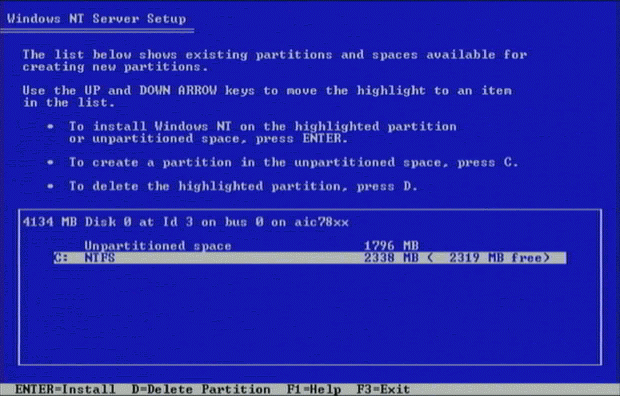 Windows NT Server Setup
The list below shows existing partitions and spaces available for
creating new partitions.
Use the UP and DOWN ARROW keys to move the highlight to an item
in the list.
• To install Windows NT on the highlighted partition
or unpartitioned space, press ENTER.
• To create a partition in the unpartitioned space, press C.
• To delete the highlighted partition, press D.
4134 MB Disk 0 at Id 3 on bus 0 on aic78xx
Unpartitioned space 1796 MB
C: NTFS 2338 MB ( 2319 MB free)
ENTER=Install D=Delete Partition F1=Help F3=Exit